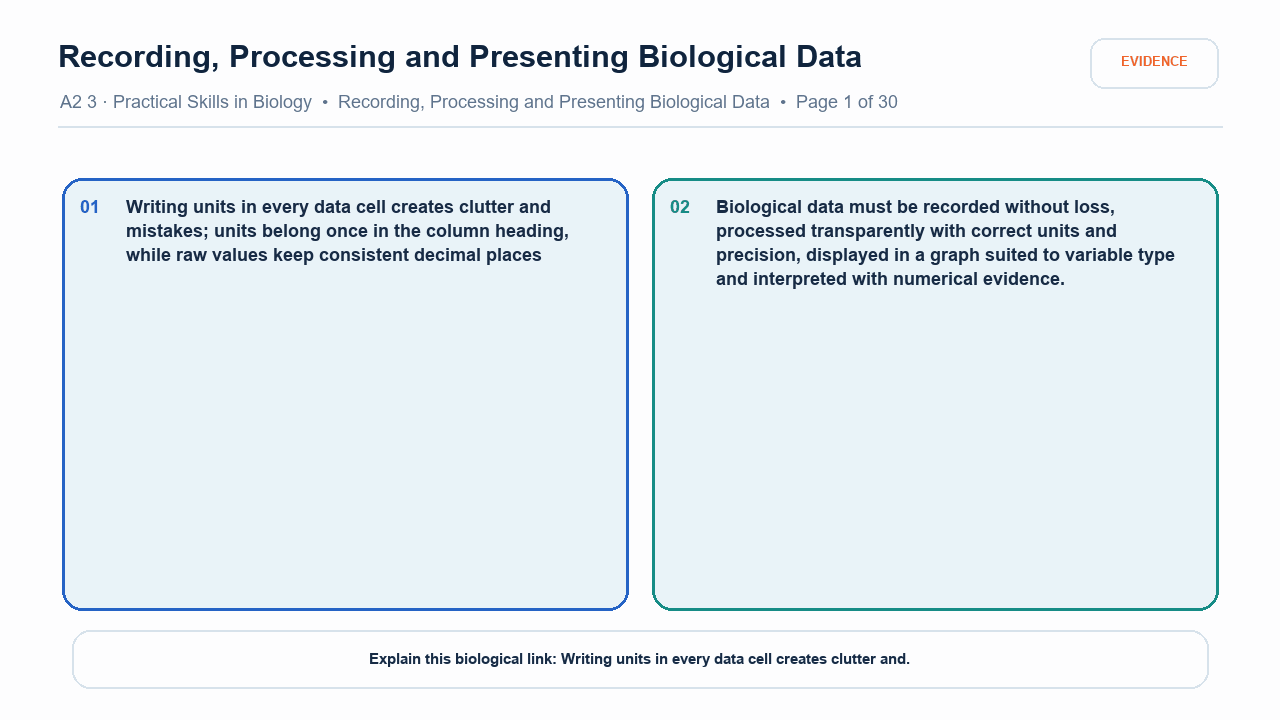 Recording, Processing and Presenting Biological Data
EVIDENCE
A2 3 · Practical Skills in Biology • Recording, Processing and Presenting Biological Data • Page 1 of 30
01
Writing units in every data cell creates clutter and
mistakes; units belong once in the column heading,
while raw values keep consistent decimal places
02
Biological data must be recorded without loss,
processed transparently with correct units and
precision, displayed in a graph suited to variable type
and interpreted with numerical evidence.
Explain this biological link: Writing units in every data cell creates clutter and.